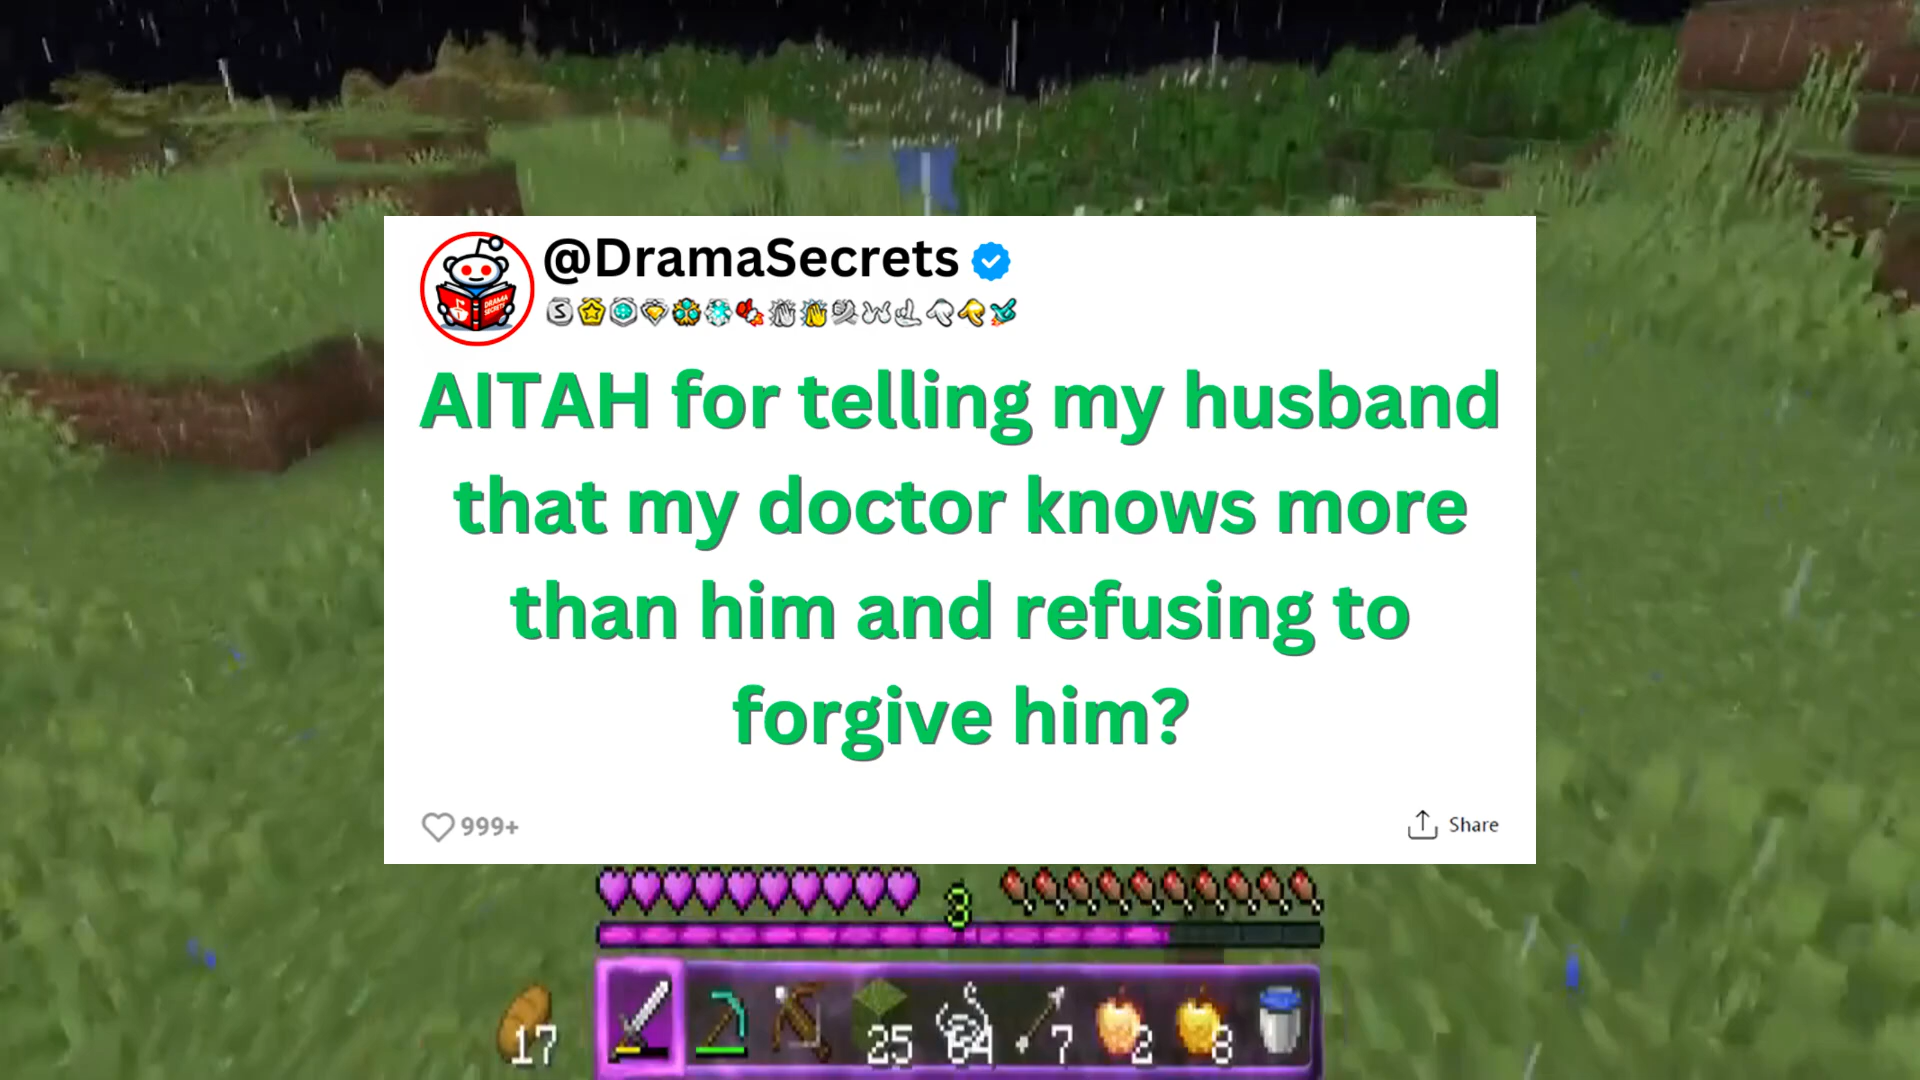 @DramaSecrets
AITAH for telling my husband
that my doctor knows more
than him and refusing to
forgive him?
999+
Share
3
17
25
64
7
2
8